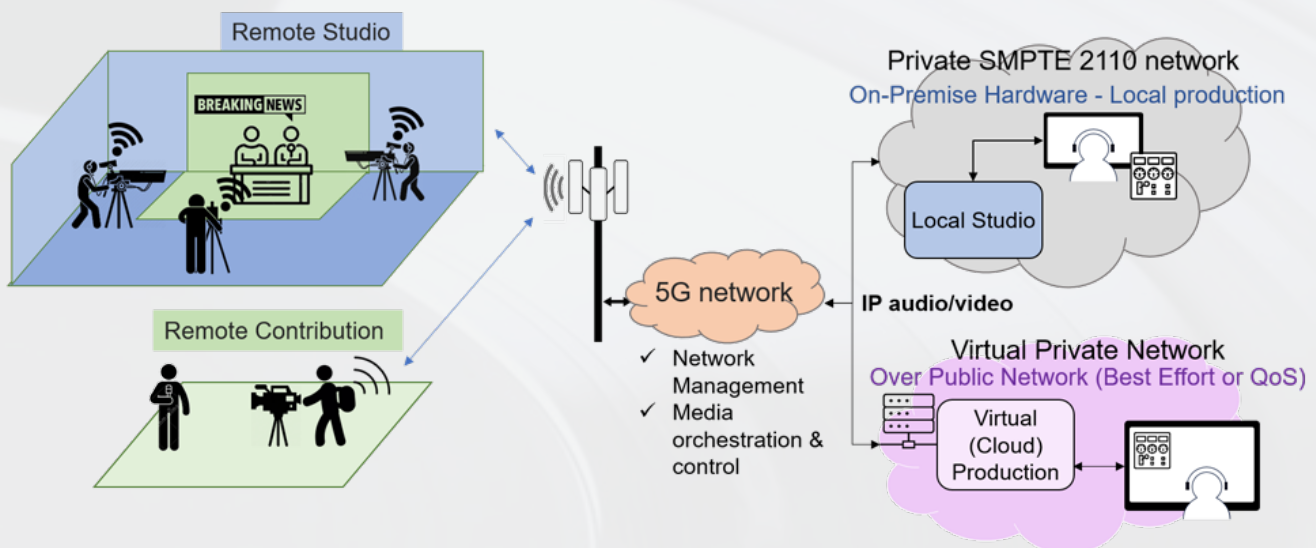 Remote Studio
BREAKING NEWS
Remote Contribution
5G network
✓ Network
Management
✓ Media
orchestration &
control
IP audio/video
Private SMPTE 2110 network
On-Premise Hardware - Local production
Local Studio
Virtual Private Network
Over Public Network (Best Effort or QoS)
Virtual
(Cloud)
Production